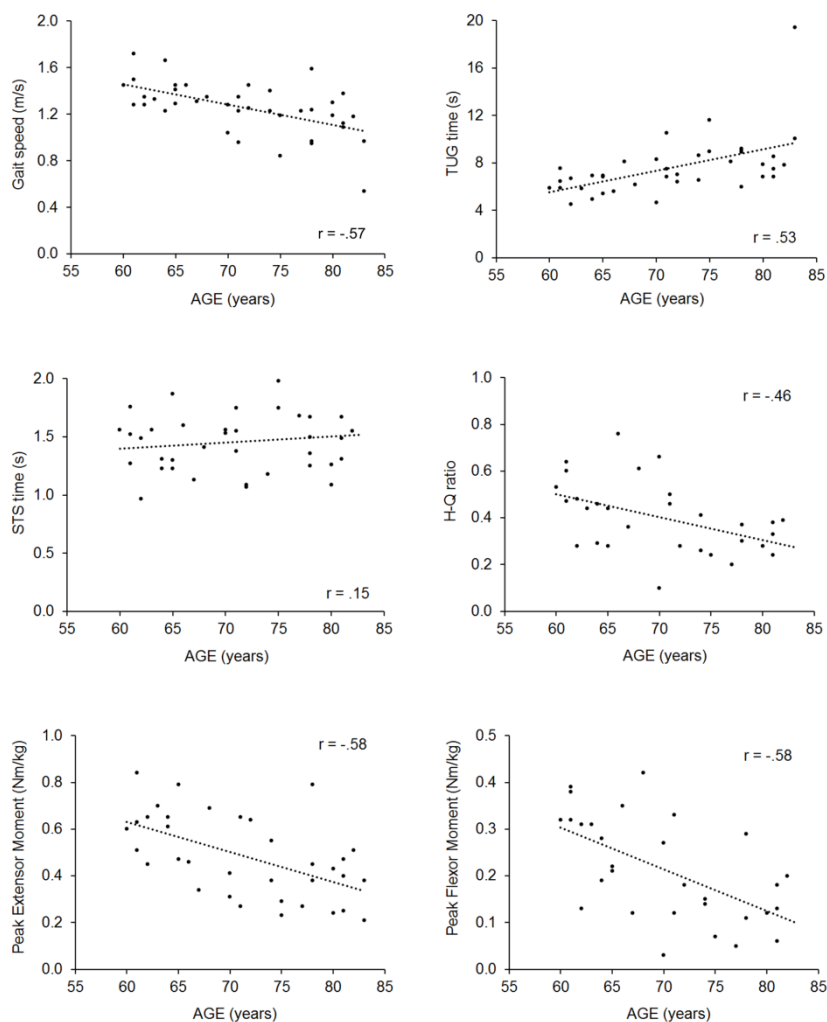 Gait speed (m/s)
2.0
1.6
1.2
0.8
0.4
0.0
r = -.57
55 60 65 70 75 80 85
AGE (years)
TUG time (s)
20
16
12
8
4
0
r = .53
55 60 65 70 75 80 85
AGE (years)
STS time (s)
2.0
1.5
1.0
0.5
0.0
r = .15
55 60 65 70 75 80 85
AGE (years)
H-Q ratio
1.0
0.8
0.6
0.4
0.2
0.0
r = -.46
55 60 65 70 75 80 85
AGE (years)
Peak Extensor Moment (Nm/kg)
1.0
0.8
0.6
0.4
0.2
0.0
r = -.58
55 60 65 70 75 80 85
AGE (years)
Peak Flexor Moment (Nm/kg)
0.5
0.4
0.3
0.2
0.1
0.0
r = -.58
55 60 65 70 75 80 85
AGE (years)